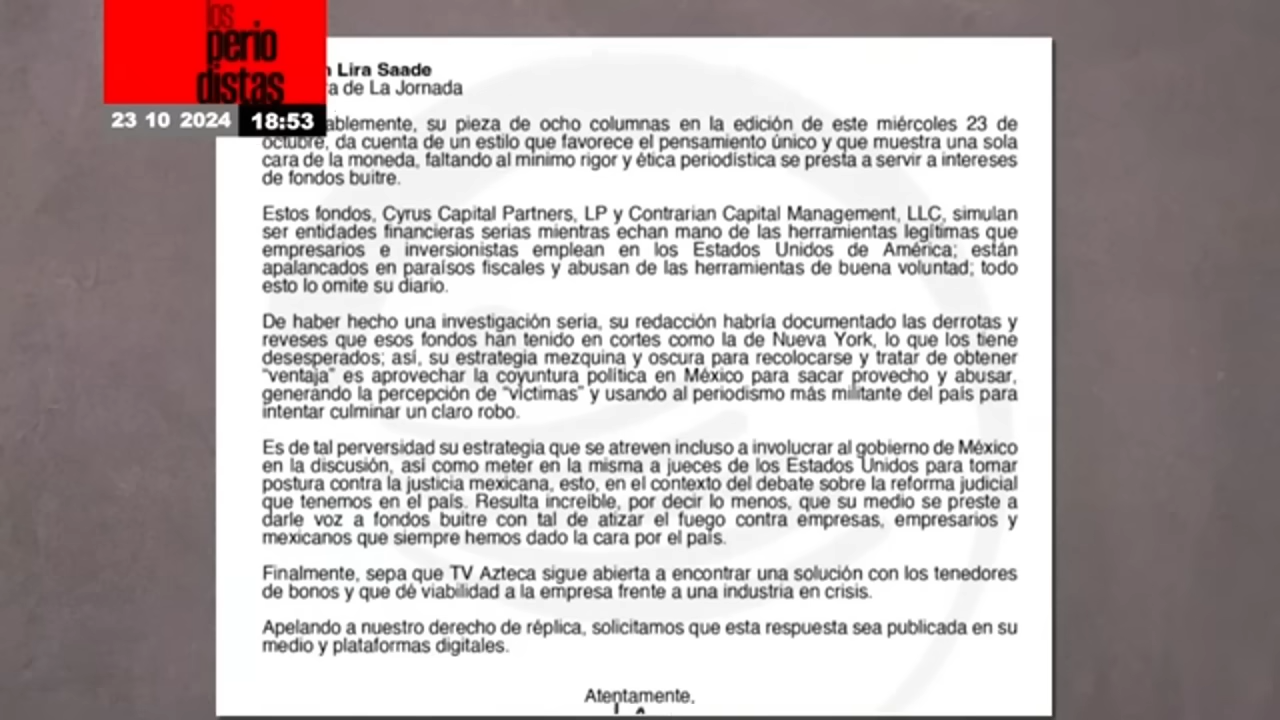 los
perio
distas
23 10 2024
18:53
Lira Saade
de La Jornada
su pieza de ocho columnas en la edición de este miércoles 23 de
octubre, da cuenta de un estilo que favorece el pensamiento único y que muestra una sola
cara de la moneda, faltando al mínimo rigor y ética periodística se presta a servir a intereses
de fondos buitre.
Estos fondos, Cyrus Capital Partners, LP y Contrarian Capital Management, LLC, simulan
ser entidades financieras serias mientras echan mano de las herramientas legítimas que
empresarios e inversionistas emplean en los Estados Unidos de América; están
apalancados en paraísos fiscales y abusan de las herramientas de buena voluntad; todo
esto lo omite su diario.
De haber hecho una investigación seria, su redacción habría documentado las derrotas y
reveses que esos fondos han tenido en cortes como la de Nueva York, lo que los tiene
desesperados; así, su estrategia mezquina y oscura para recolocarse y tratar de obtener
"ventaja" es aprovechar la coyuntura política en México para sacar provecho y abusar,
generando la percepción de "víctimas" y usando al periodismo más militante del país para
intentar culminar un claro robo.
Es de tal perversidad su estrategia que se atreven incluso a involucrar al gobierno de México
en la discusión, así como meter en la misma a jueces de los Estados Unidos para tomar
postura contra la justicia mexicana, esto, en el contexto del debate sobre la reforma judicial
que tenemos en el país. Resulta increíble, por decir lo menos, que su medio se preste a
darle voz a fondos buitre con tal de atizar el fuego contra empresas, empresarios y
mexicanos que siempre hemos dado la cara por el país.
Finalmente, sepa que TV Azteca sigue abierta a encontrar una solución con los tenedores
de bonos y que dé viabilidad a la empresa frente a una industria en crisis.
Apelando a nuestro derecho de réplica, solicitamos que esta respuesta sea publicada en su
medio y plataformas digitales.
Atentamente,